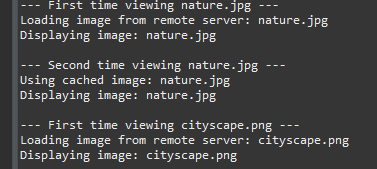 --- First time viewing nature.jpg ---
Loading image from remote server: nature.jpg
Displaying image: nature.jpg

--- Second time viewing nature.jpg ---
Using cached image: nature.jpg
Displaying image: nature.jpg

--- First time viewing cityscape.png ---
Loading image from remote server: cityscape.png
Displaying image: cityscape.png